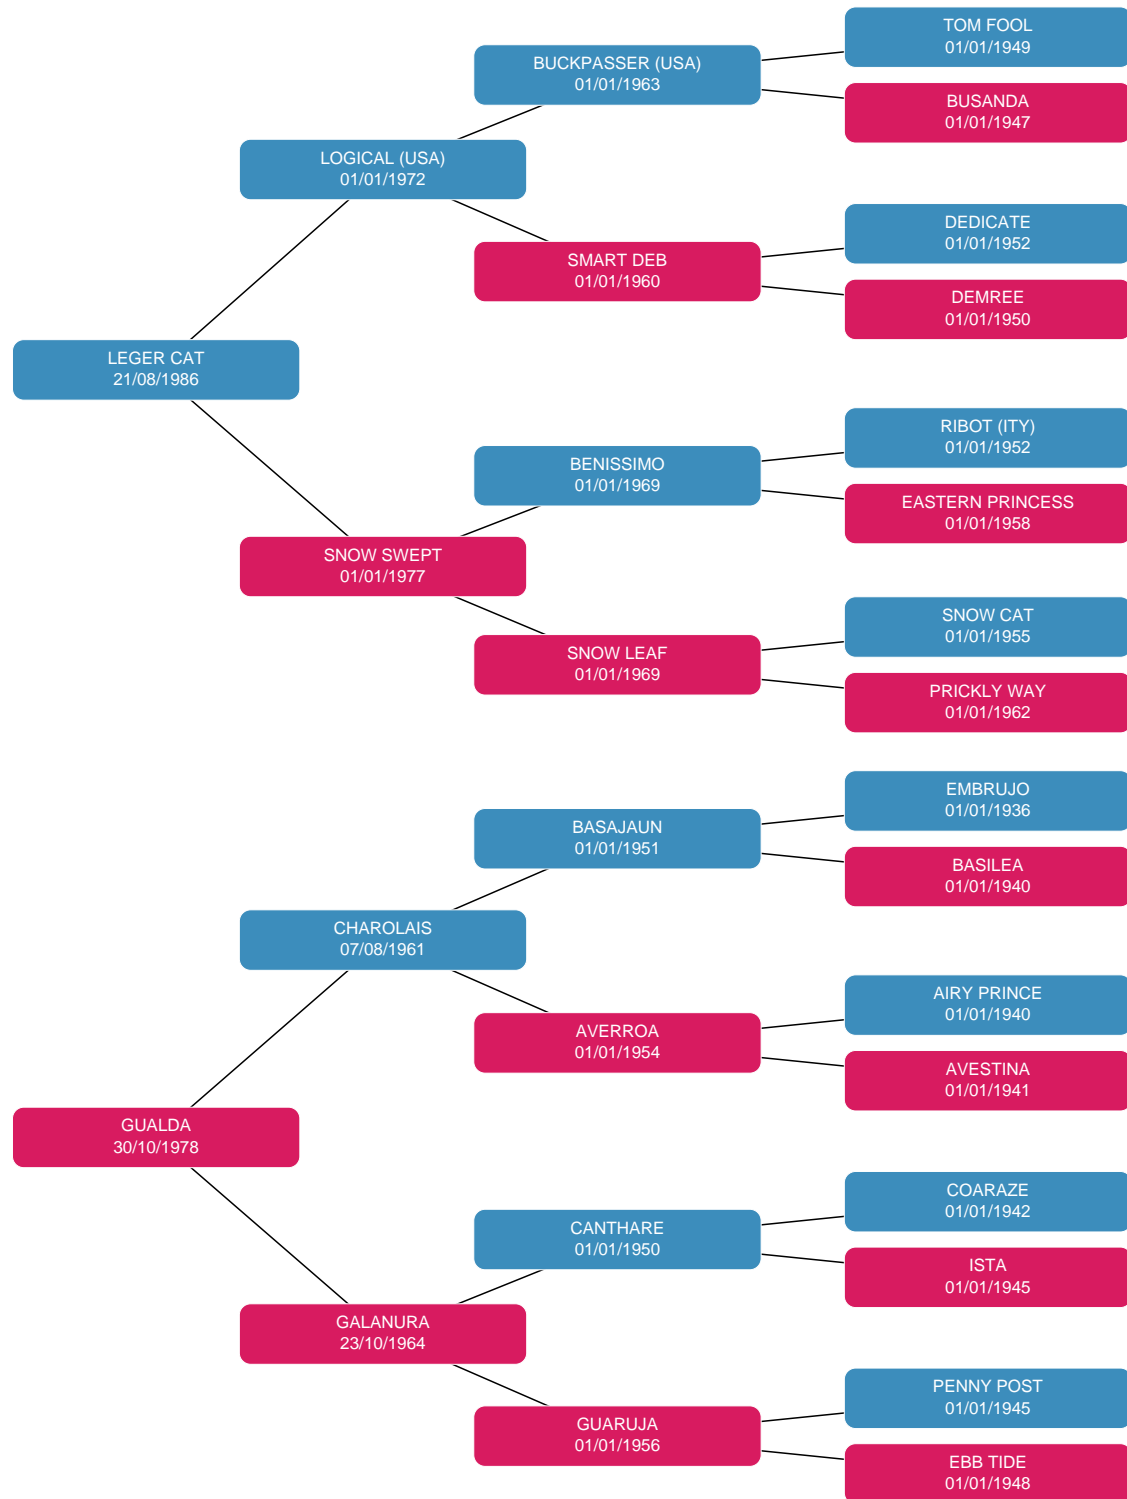 TOM FOOL
01/01/1949
BUCKPASSER (USA)
01/01/1963
BUSANDA
01/01/1947
LOGICAL (USA)
01/01/1972
DEDICATE
01/01/1952
SMART DEB
01/01/1960
DEMREE
01/01/1950
LEGER CAT
21/08/1986
RIBOT (ITY)
01/01/1952
BENISSIMO
01/01/1969
EASTERN PRINCESS
01/01/1958
SNOW SWEPT
01/01/1977
SNOW CAT
01/01/1955
SNOW LEAF
01/01/1969
PRICKLY WAY
01/01/1962
EMBRUJO
01/01/1936
BASAJAUN
01/01/1951
BASILEA
01/01/1940
CHAROLAIS
07/08/1961
AIRY PRINCE
01/01/1940
AVERROA
01/01/1954
AVESTINA
01/01/1941
GUALDA
30/10/1978
COARAZE
01/01/1942
CANTHARE
01/01/1950
ISTA
01/01/1945
GALANURA
23/10/1964
PENNY POST
01/01/1945
GUARUJA
01/01/1956
EBB TIDE
01/01/1948